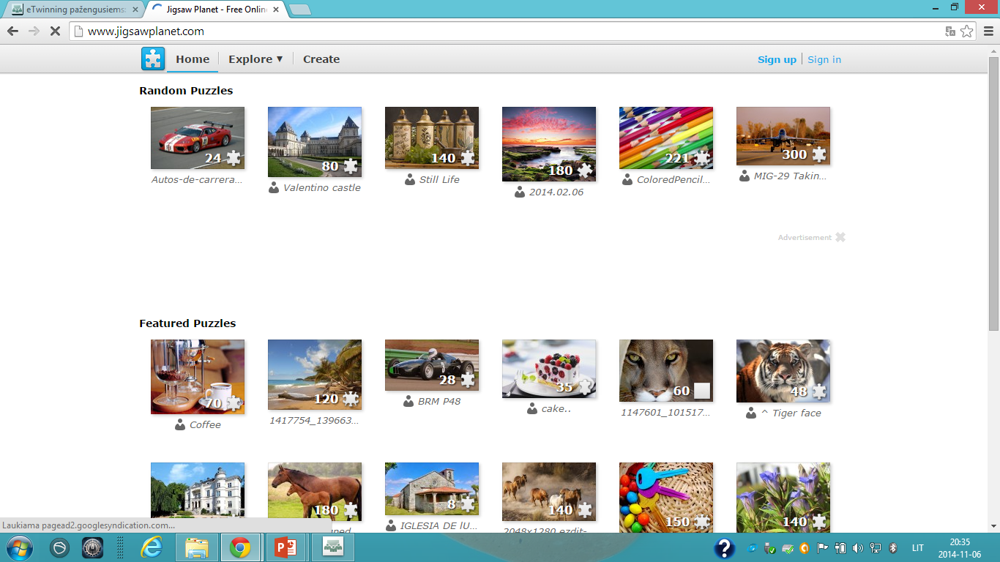 eTwinning pažengusiems:
Jigsaw Planet - Free Onlin
www.jigsawplanet.com
Home
Explore ▼
Create
Sign up
Sign in
Random Puzzles
24
80
140
180
221
300
Autos-de-carrera...
Valentino castle
Still Life
2014.02.06
ColoredPencil...
MIG-29 Takin...
Advertisement
Featured Puzzles
70
120
28
35
60
48
Coffee
1417754_139663...
BRM P48
cake..
1147601_101517...
^ Tiger face
180
8
140
150
140
IGLESIA DE lU...
2048x1280 ezdit-
Laukiama pagead2.googlesyndication.com...
LIT
20:35
2014-11-06